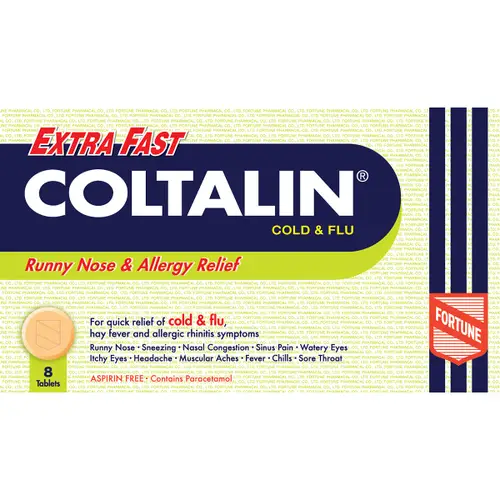 EXTRA FAST
COLTALIN®
COLD & FLU
Runny Nose & Allergy Relief
For quick relief of cold & flu,
hay fever and allergic rhinitis symptoms
Runny Nose • Sneezing • Nasal Congestion • Sinus Pain • Watery Eyes
Itchy Eyes • Headache • Muscular Aches • Fever • Chills • Sore Throat
8
Tablets
ASPIRIN FREE • Contains Paracetamol
FORTUNE